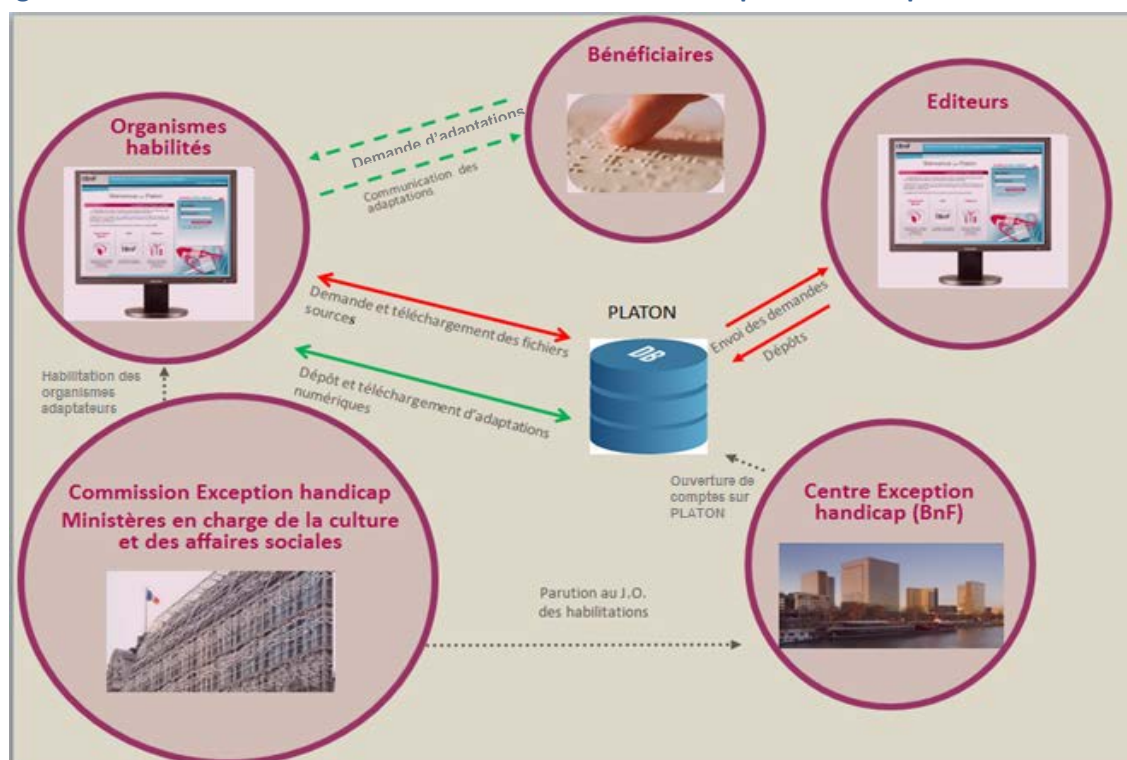 Bénéficiaires
Editeurs
Organismes
habilités
Demande d'adaptations
Communication des
adaptations
PLATON
DB
Demande et téléchargement des fichiers
sources
Envoi des demandes
Dépôts
Dépôt et téléchargement d'adaptations
numériques
Habilitation des
organismes
adaptateurs
Commission Exception handicap
Ministères en charge de la culture
et des affaires sociales
Ouverture de
comptes sur
PLATON
Centre Exception
handicap (BnF)
Parution au J.O.
des habilitations